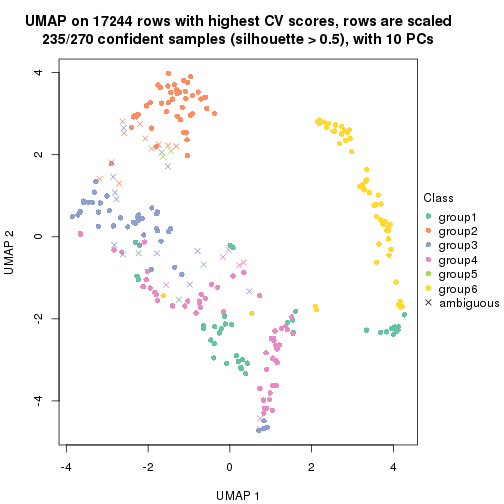 UMAP on 17244 rows with highest CV scores, rows are scaled
235/270 confident samples (silhouette > 0.5), with 10 PCs
4
2
0
-2
-4
UMAP 2
-4
-2
0
2
4
UMAP 1
Class
group1
group2
group3
group4
group5
group6
ambiguous